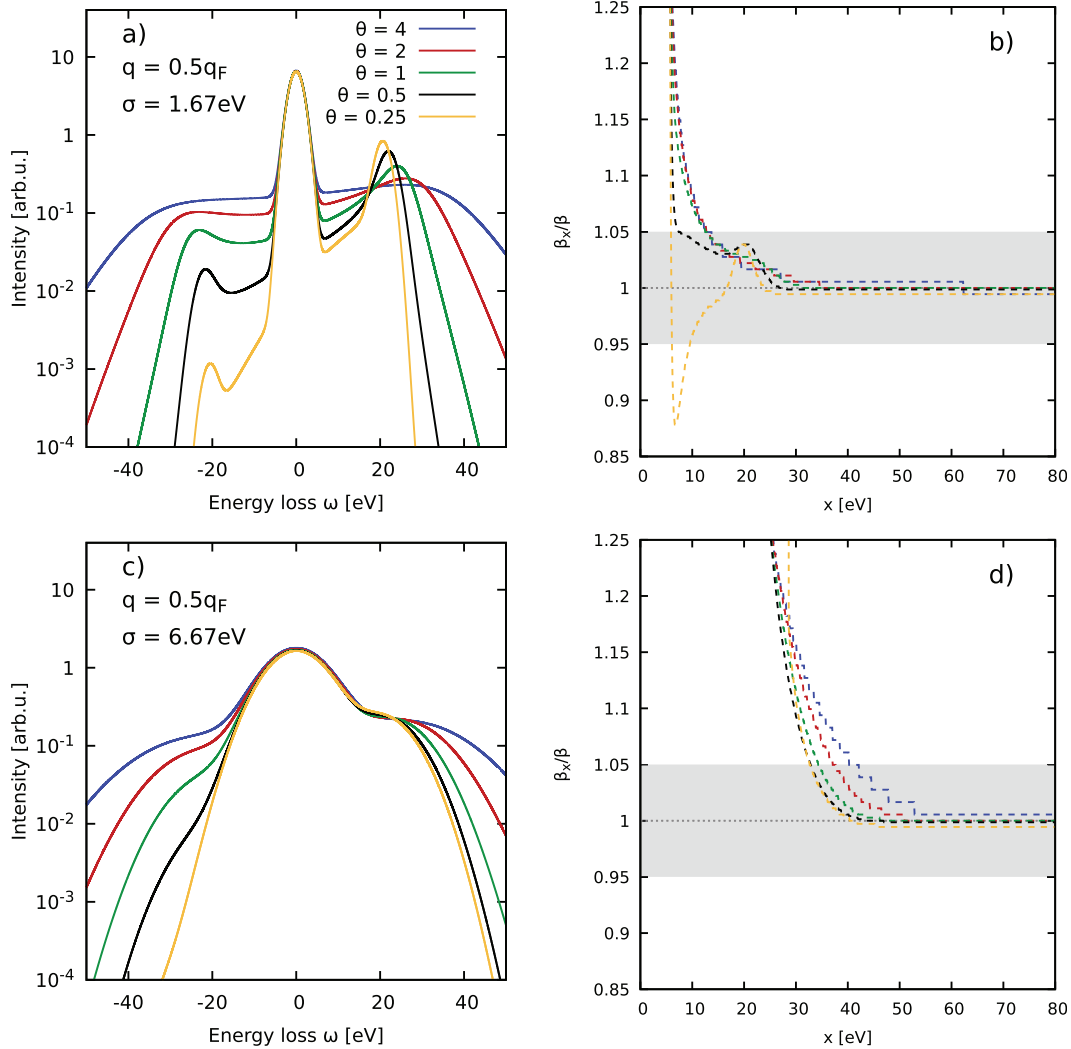 a)
q = 0.5q_F
σ = 1.67eV
θ = 4
θ = 2
θ = 1
θ = 0.5
θ = 0.25
Intensity [arb.u.]
10
1
10^-1
10^-2
10^-3
10^-4
-40 -20 0 20 40
Energy loss ω [eV]
b)
β_x/β
1.25
1.2
1.15
1.1
1.05
1
0.95
0.9
0.85
0 10 20 30 40 50 60 70 80
x [eV]
c)
q = 0.5q_F
σ = 6.67eV
Intensity [arb.u.]
10
1
10^-1
10^-2
10^-3
10^-4
-40 -20 0 20 40
Energy loss ω [eV]
d)
β_x/β
1.25
1.2
1.15
1.1
1.05
1
0.95
0.9
0.85
0 10 20 30 40 50 60 70 80
x [eV]